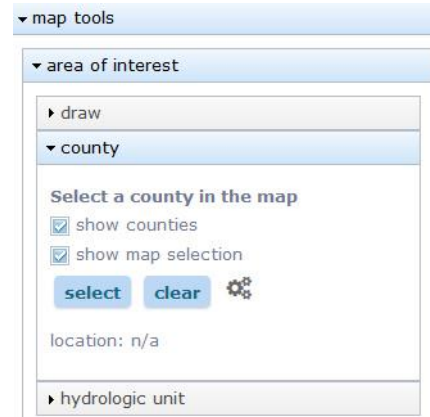 map tools
area of interest
draw
county
Select a county in the map
show counties
show map selection
select clear
location: n/a
hydrologic unit